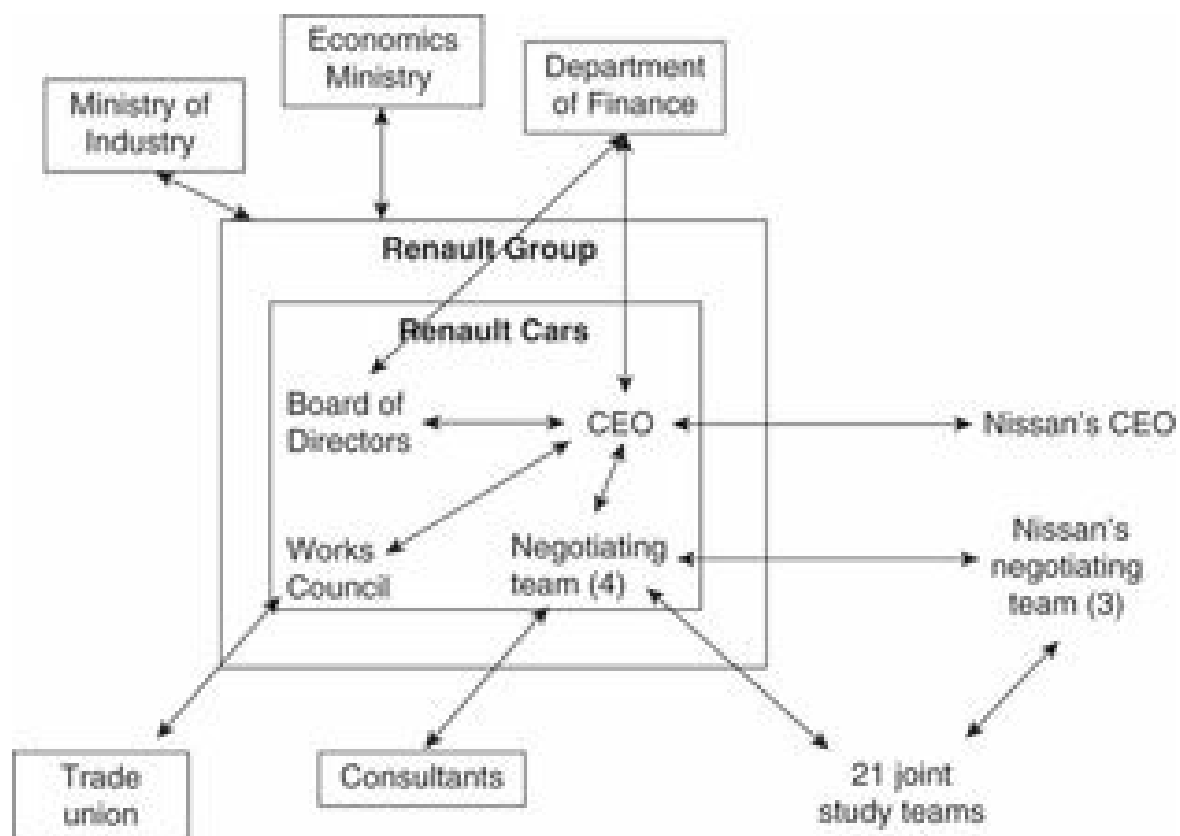 Economics
Ministry
Department
of Finance
Ministry of
Industry
Renault Group
Renault Cars
Board of
Directors
CEO
Nissan's CEO
Works
Council
Negotiating
team (4)
Nissan's
negotiating
team (3)
Trade
union
Consultants
21 joint
study teams